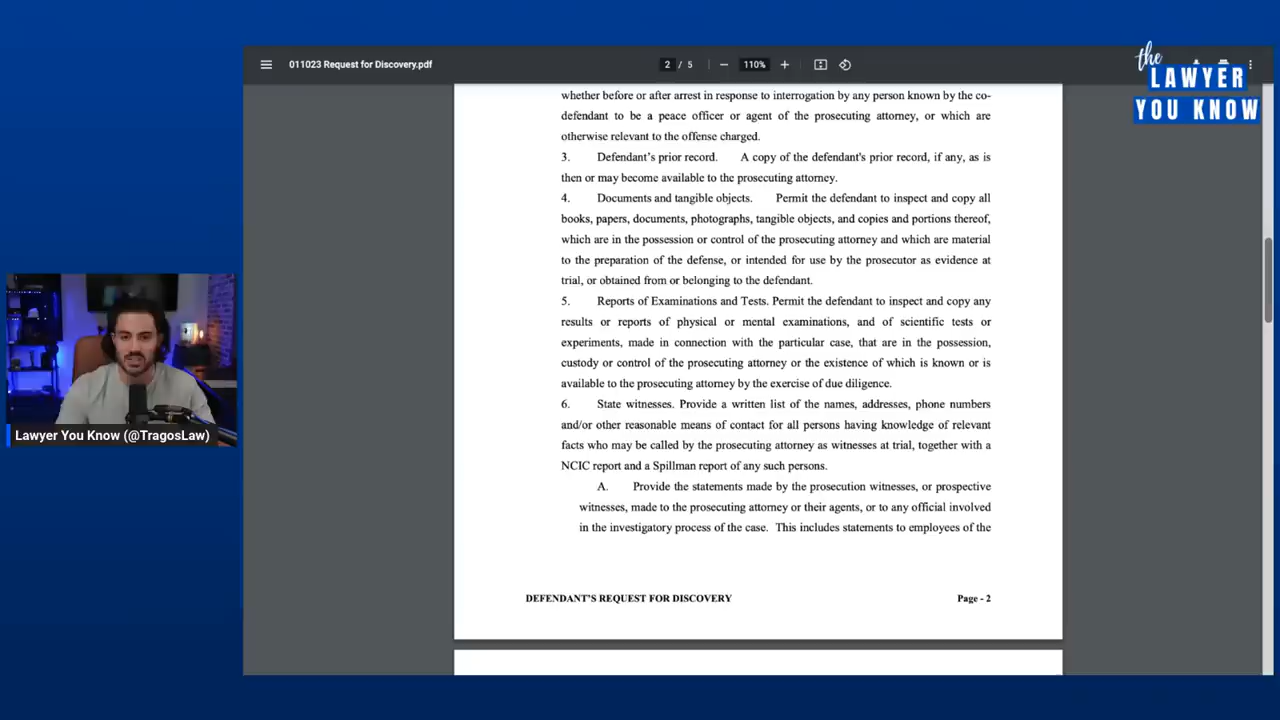 the
LAWYER
YOU KNOW
011023 Request for Discovery.pdf
2 / 5
110%
whether before or after arrest in response to interrogation by any person known by the co-
defendant to be a peace officer or agent of the prosecuting attorney, or which are
otherwise relevant to the offense charged.
3. Defendant's prior record. A copy of the defendant's prior record, if any, as is
then or may become available to the prosecuting attorney.
4. Documents and tangible objects. Permit the defendant to inspect and copy all
books, papers, documents, photographs, tangible objects, and copies and portions thereof,
which are in the possession or control of the prosecuting attorney and which are material
to the preparation of the defense, or intended for use by the prosecutor as evidence at
trial, or obtained from or belonging to the defendant.
5. Reports of Examinations and Tests. Permit the defendant to inspect and copy any
results or reports of physical or mental examinations, and of scientific tests or
experiments, made in connection with the particular case, that are in the possession,
custody or control of the prosecuting attorney or the existence of which is known or is
available to the prosecuting attorney by the exercise of due diligence.
6. State witnesses. Provide a written list of the names, addresses, phone numbers
and/or other reasonable means of contact for all persons having knowledge of relevant
facts who may be called by the prosecuting attorney as witnesses at trial, together with a
NCIC report and a Spillman report of any such persons.
A. Provide the statements made by the prosecution witnesses, or prospective
witnesses, made to the prosecuting attorney or their agents, or to any official involved
in the investigatory process of the case. This includes statements to employees of the
DEFENDANT'S REQUEST FOR DISCOVERY
Page - 2
Lawyer You Know (@TragosLaw)